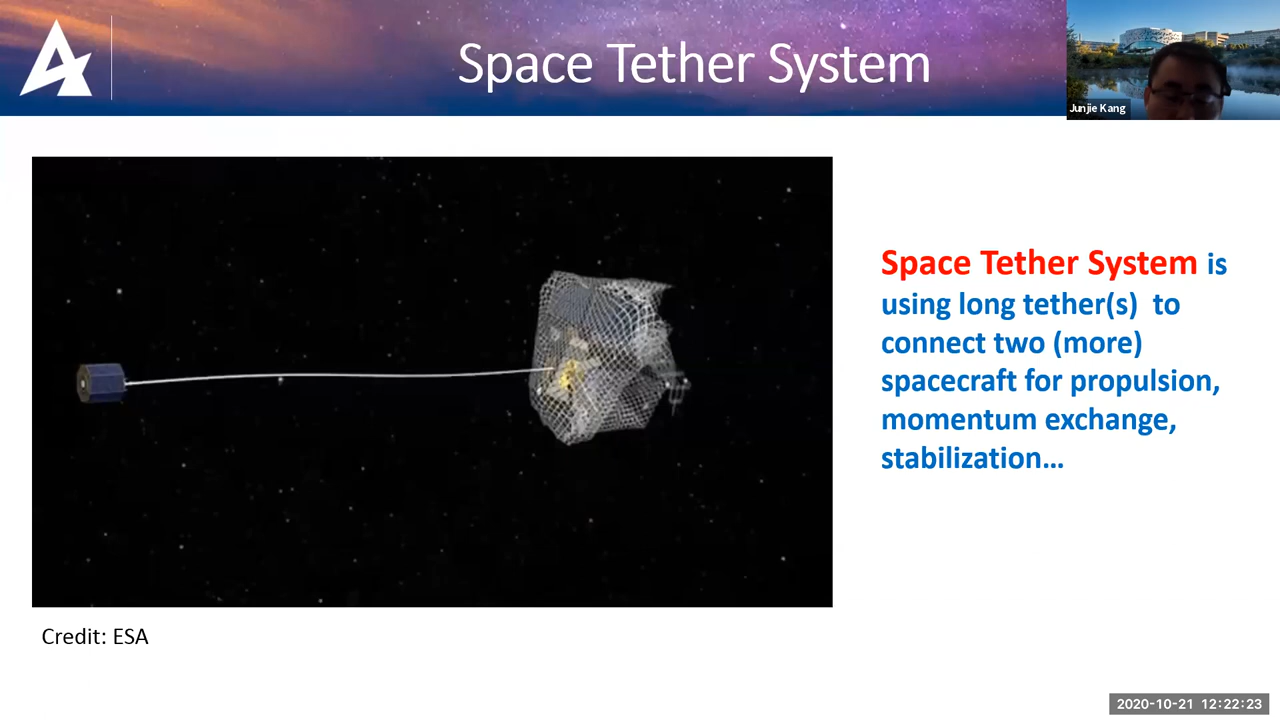 Space Tether System
Junjie Kang
Space Tether System is
using long tether(s) to
connect two (more)
spacecraft for propulsion,
momentum exchange,
stabilization...
Credit: ESA
2020-10-21 12:22:23